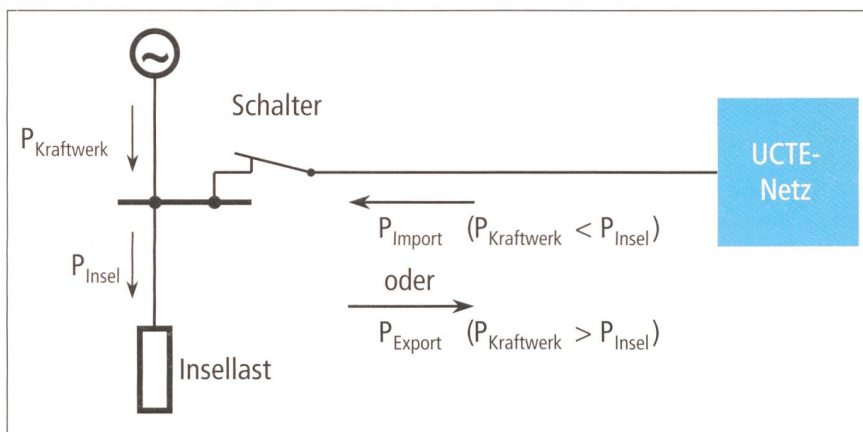 ~
Schalter
P_Kraftwerk
UCTE-
Netz
P_Import (P_Kraftwerk < P_Insel)
P_Insel
oder
P_Export (P_Kraftwerk > P_Insel)
Insellast